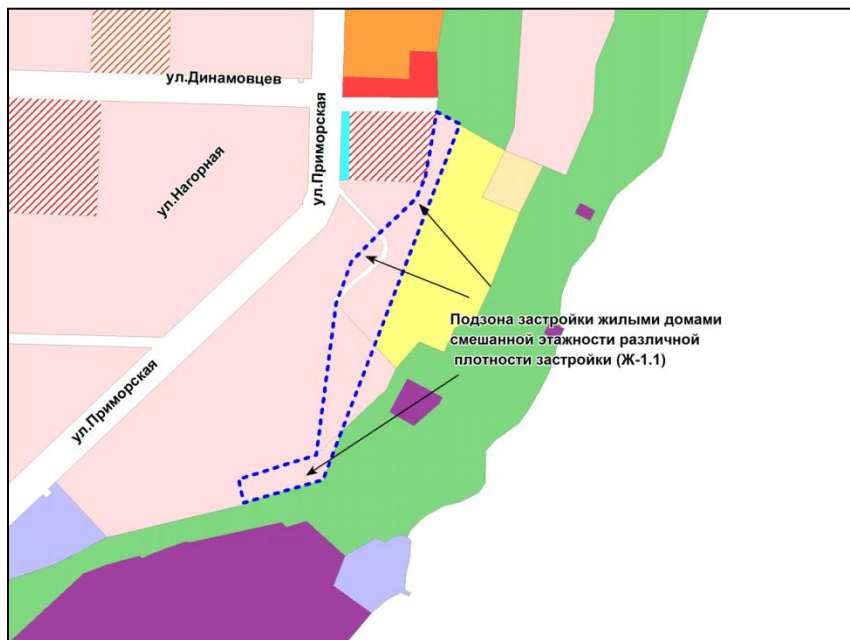 ул.Динамовцев
ул.Приморская
ул.Нагорная
Подзона застройки жилыми домами
смешанной этажности различной
плотности застройки (Ж-1.1)
ул.Приморская